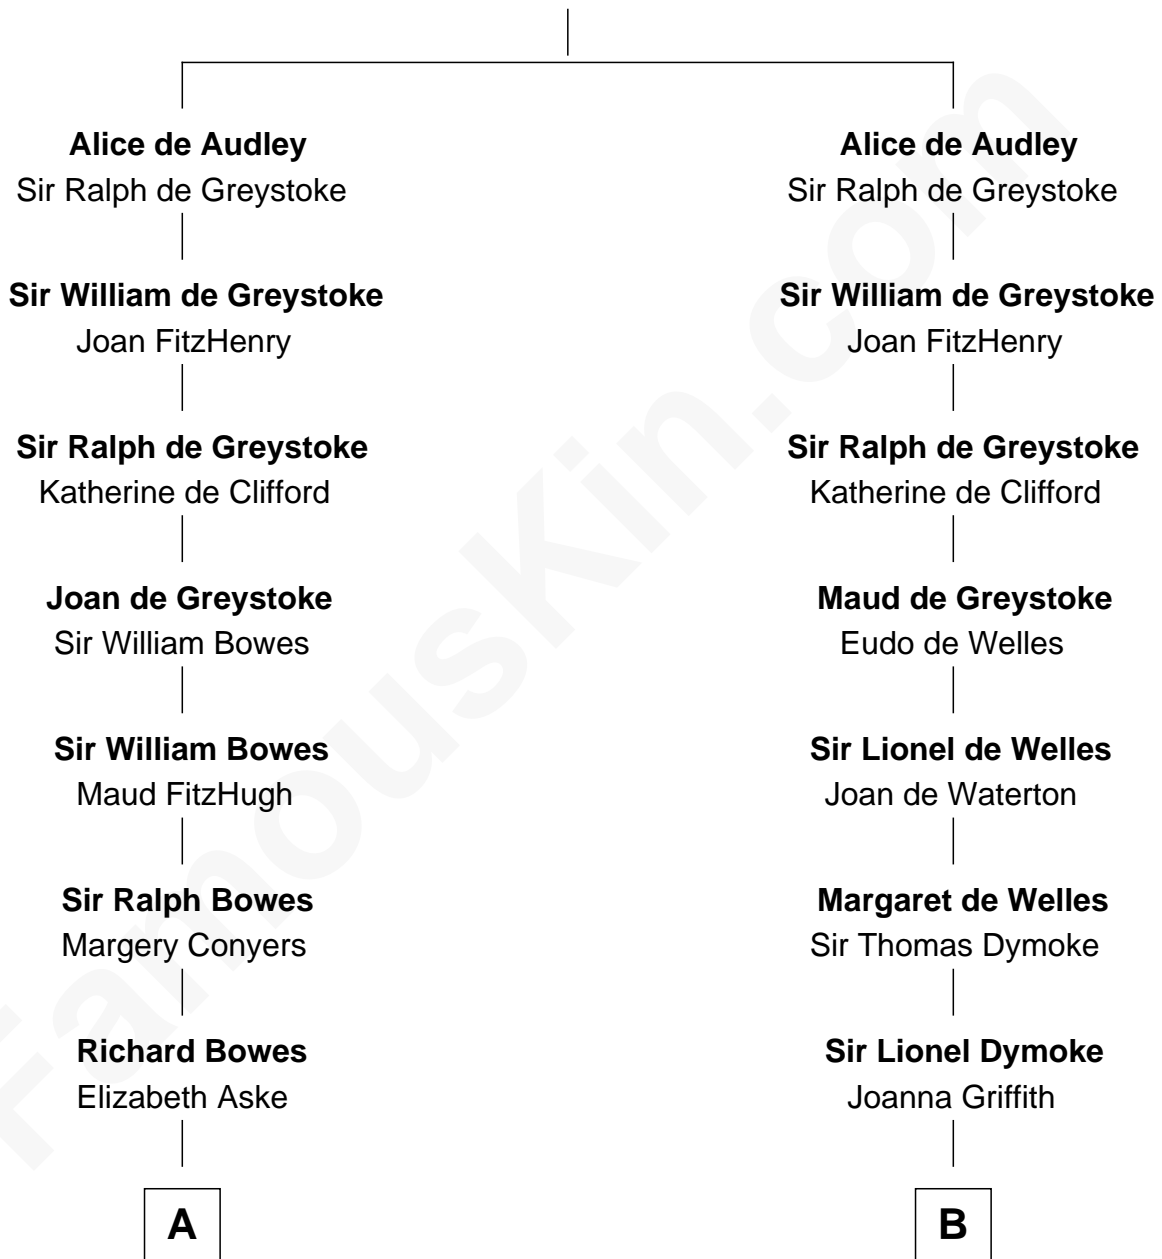 Alice de Audley
Sir Ralph de Greystoke
Sir William de Greystoke
Joan FitzHenry
Sir Ralph de Greystoke
Katherine de Clifford
Joan de Greystoke
Sir William Bowes
Sir William Bowes
Maud FitzHugh
Sir Ralph Bowes
Margery Conyers
Richard Bowes
Elizabeth Aske
A
Alice de Audley
Sir Ralph de Greystoke
Sir William de Greystoke
Joan FitzHenry
Sir Ralph de Greystoke
Katherine de Clifford
Maud de Greystoke
Eudo de Welles
Sir Lionel de Welles
Joan de Waterton
Margaret de Welles
Sir Thomas Dymoke
Sir Lionel Dymoke
Joanna Griffith
B
FamousKin.com